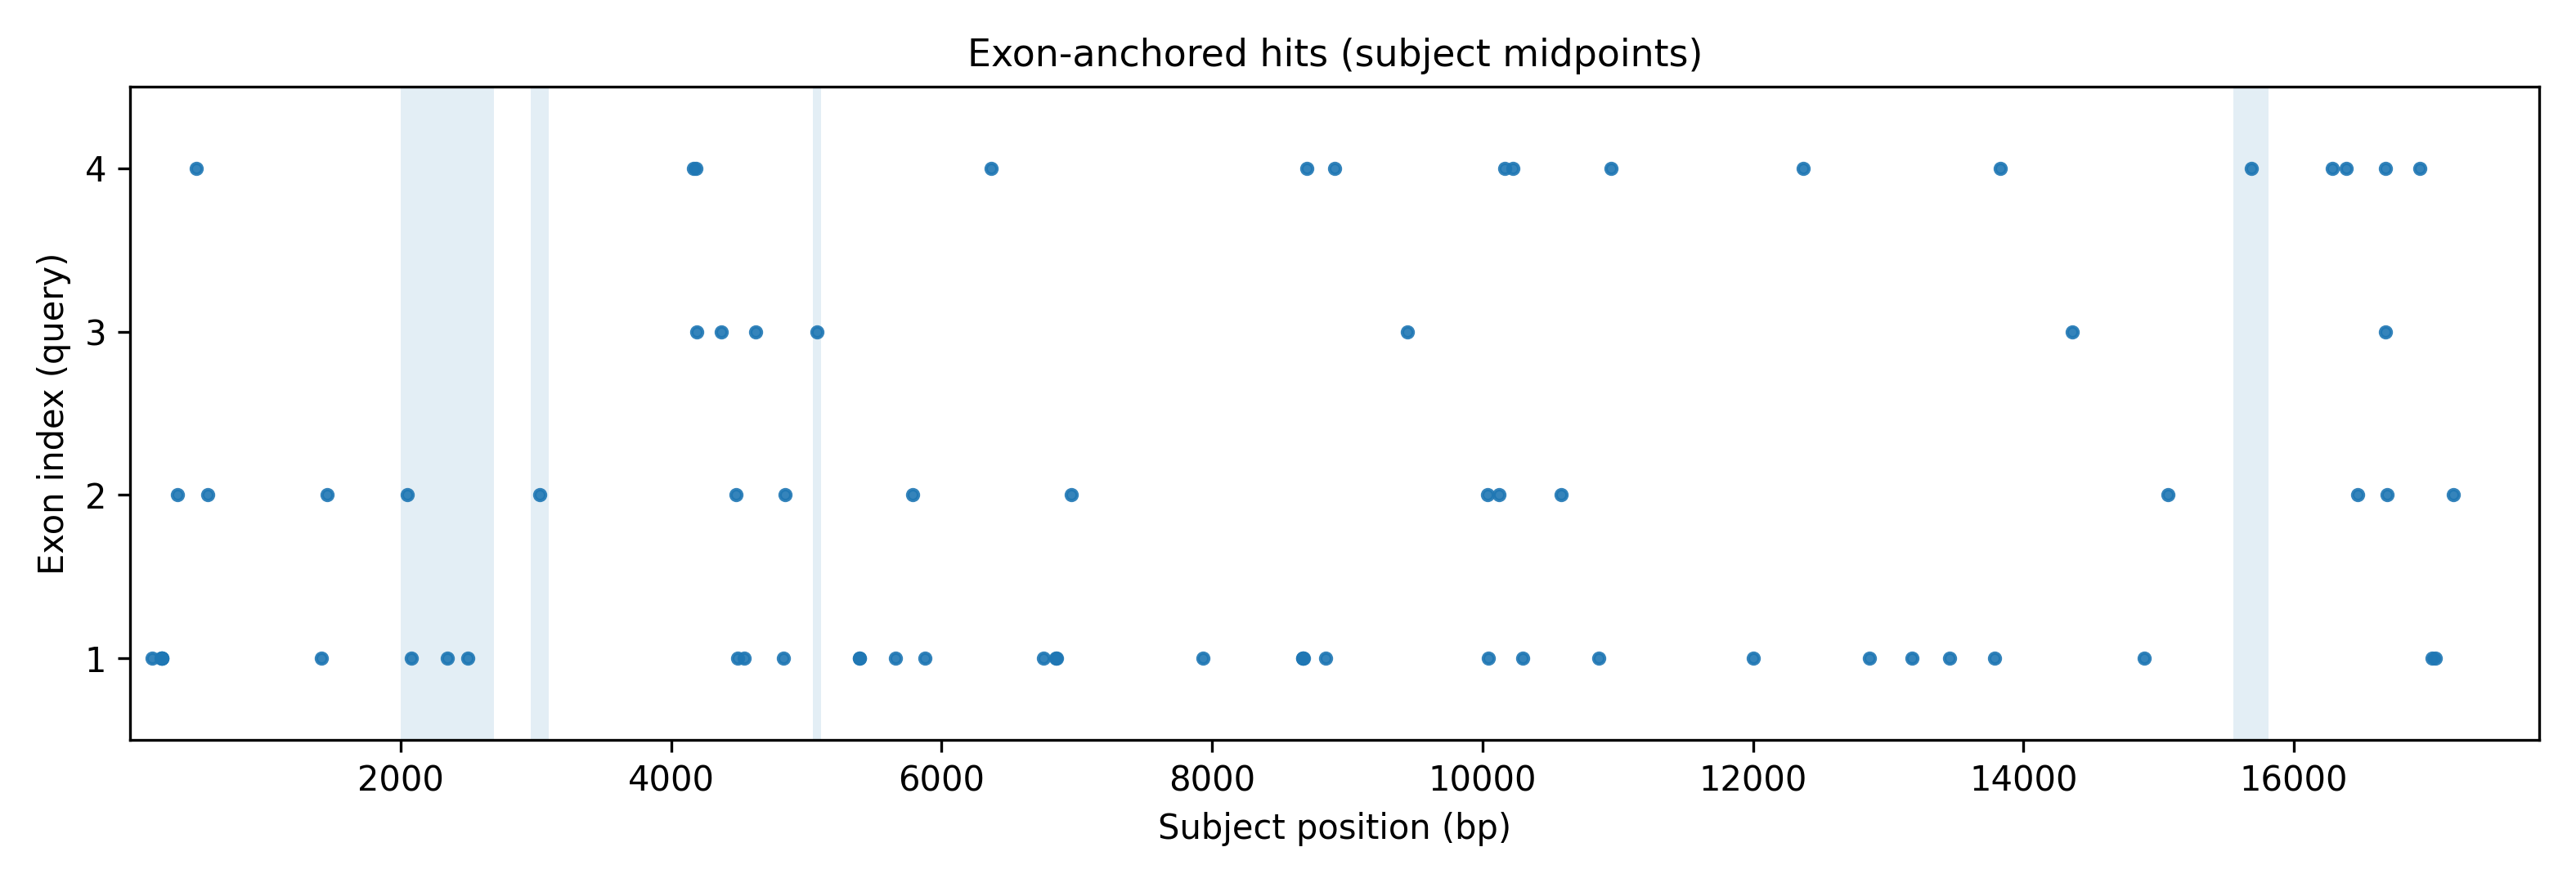 Exon-anchored hits (subject midpoints)
Exon index (query)
4
3
2
1
2000 4000 6000 8000 10000 12000 14000 16000
Subject position (bp)